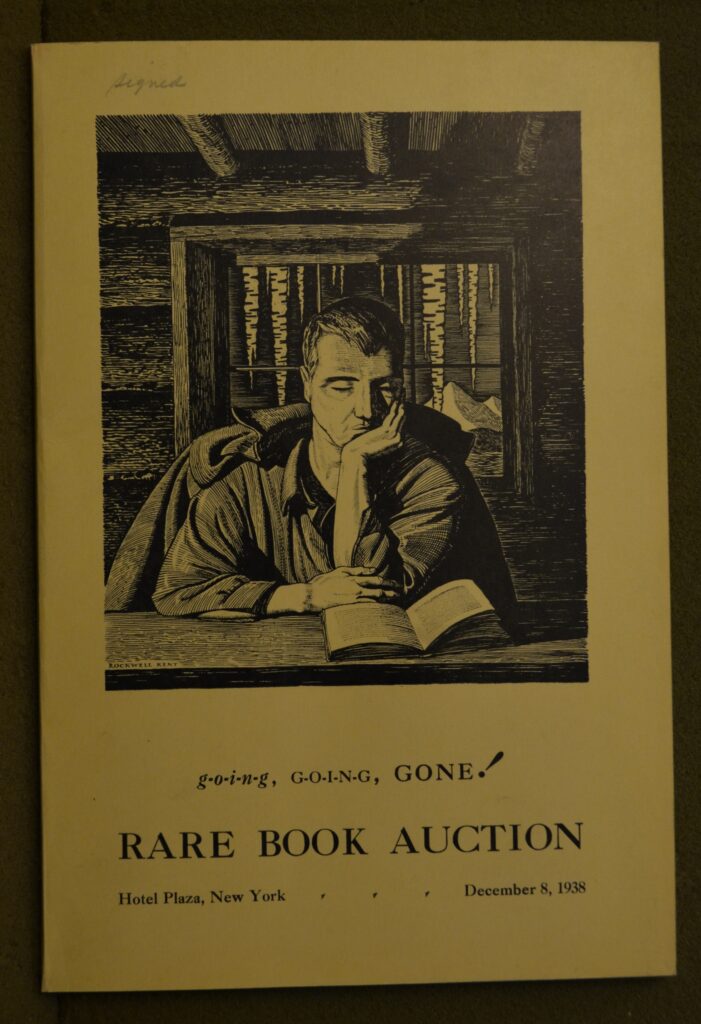 signed
ROCKWELL KENT
g-o-i-n-g, G-O-I-N-G, GONE!
RARE BOOK AUCTION
Hotel Plaza, New York , , , December 8, 1938